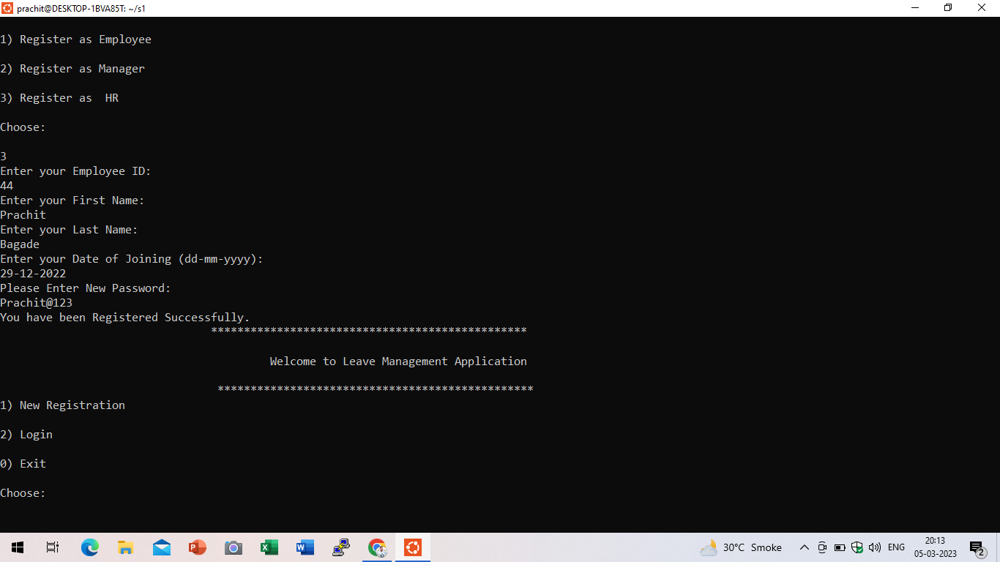 prachit@DESKTOP-1BVA85T: ~/s1
1) Register as Employee
2) Register as Manager
3) Register as  HR
Choose:
3
Enter your Employee ID:
44
Enter your First Name:
Prachit
Enter your Last Name:
Bagade
Enter your Date of Joining (dd-mm-yyyy):
29-12-2022
Please Enter New Password:
Prachit@123
You have been Registered Successfully.
************************************************
Welcome to Leave Management Application
************************************************
1) New Registration
2) Login
0) Exit
Choose:
30°C Smoke ENG 20:13
05-03-2023 2